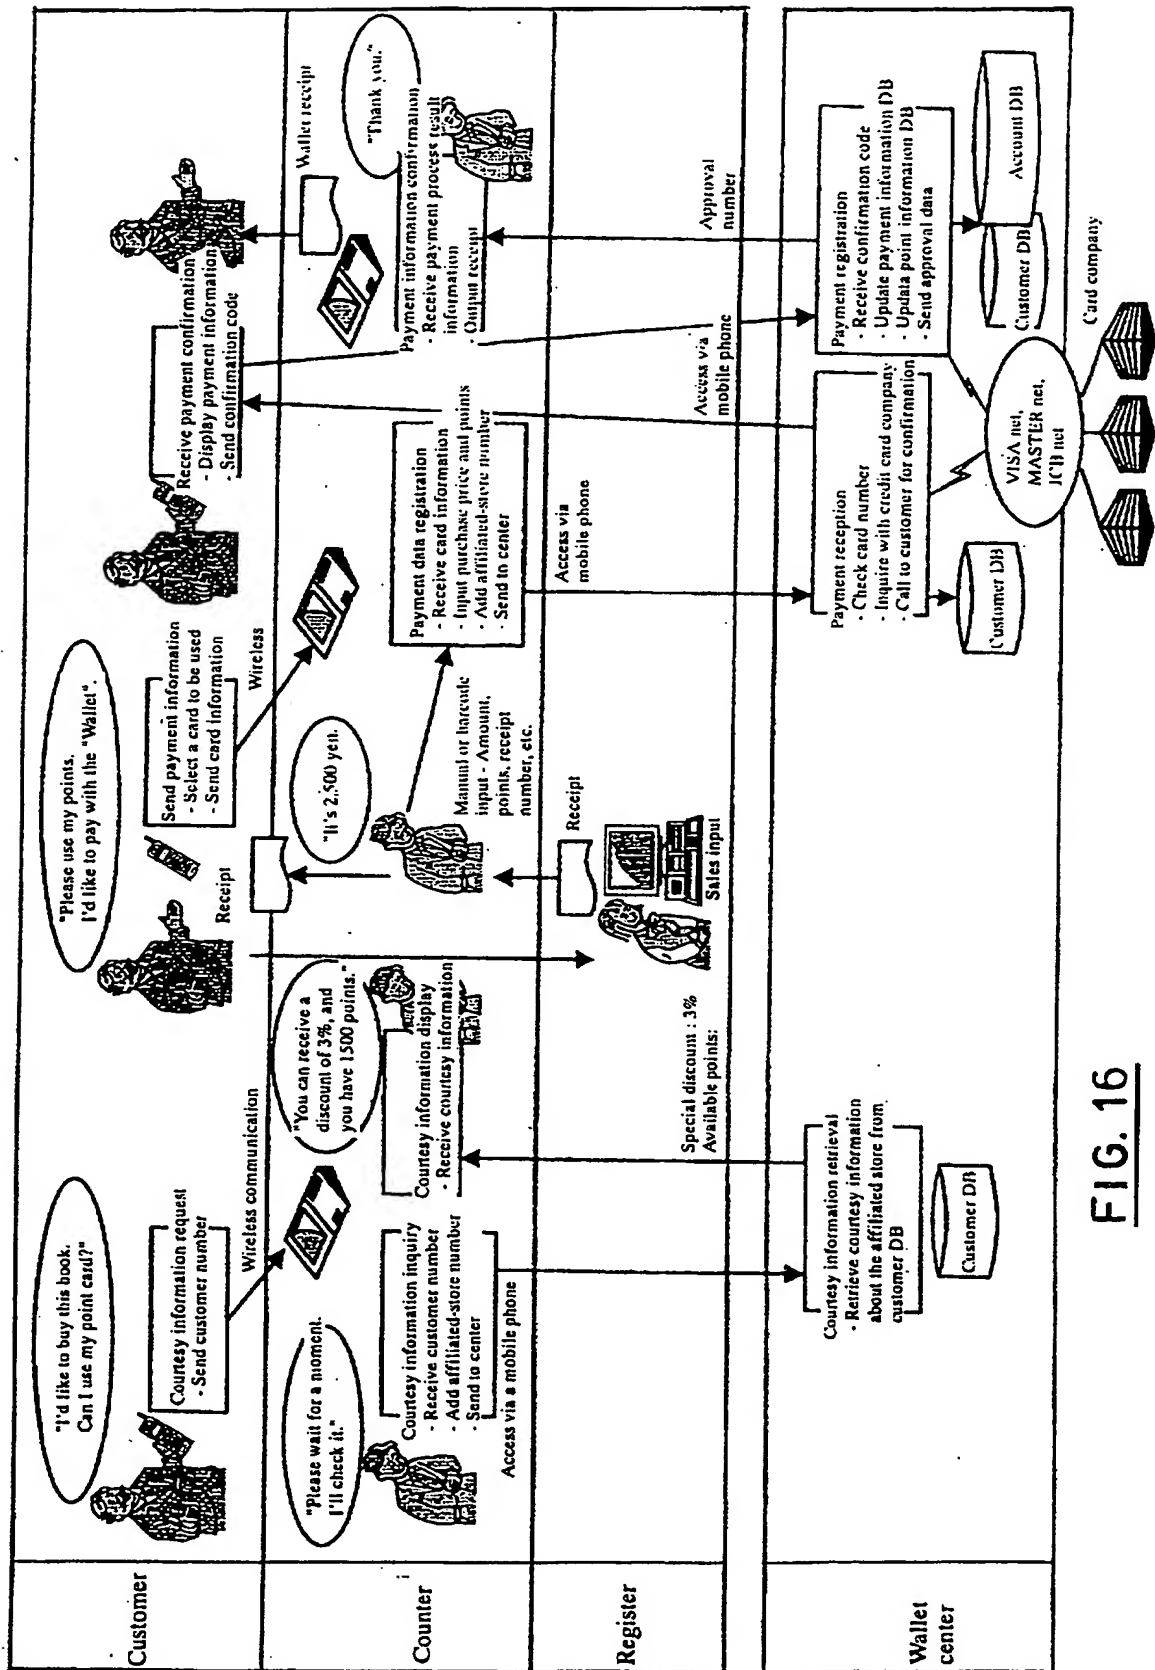 Customer
"I'd like to buy this book.
Can I use my point card?"
Courtesy information request
- Send customer number
Wireless communication
"Please use my points.
I'd like to pay with the "Wallet".
Receipt
Send payment information
- Select a card to be used
- Send card information
Wireless
Receive payment confirmation
- Display payment information
- Send confirmation code
Wallet receipt
Counter
"Please wait for a moment.
I'll check it."
Courtesy information inquiry
- Receive customer number
- Add affiliated-store number
- Send to center
Access via a mobile phone
"You can receive a
discount of 3%, and
you have 1500 points."
Courtesy information display
- Receive courtesy information
"It's 2,500 yen.
Manual or barcode
input - Amount,
points, receipt
number, etc.
Payment data registration
- Receive card information
- Input purchase price and points
- Add affiliated-store number
- Send to center
Payment information confirmation
- Receive payment process result
information
- Output receipt
"Thank you."
Register
Special discount : 3%
Available points:
Receipt
Sales input
Access via
mobile phone
Access via
mobile phone
Approval
number
Wallet
center
Courtesy information retrieval
- Retrieve courtesy information
about the affiliated store from
customer DB
Customer DB
Payment reception
- Check card number
- Inquire with credit card company
- Call to customer for confirmation
Customer DB
Payment registration
- Receive confirmation code
- Update payment information DB
- Updata point information DB
- Send approval data
Customer DB
Account DB
VISA net,
MASTER net,
JCB net
Card company
FIG. 16